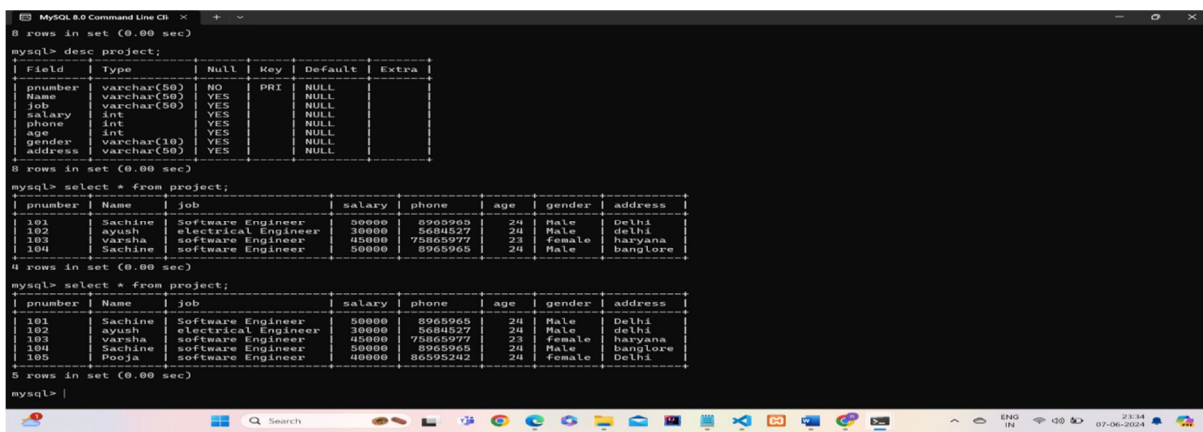 MySQL 8.0 Command Line Cli
8 rows in set (0.00 sec)
mysql> desc project;
+----------+-------------+------+-----+---------+-------+
| Field | Type | Null | Key | Default | Extra |
+----------+-------------+------+-----+---------+-------+
| pnumber | varchar(50) | NO | PRI | NULL | |
| Name | varchar(50) | YES | | NULL | |
| job | varchar(50) | YES | | NULL | |
| salary | int | YES | | NULL | |
| phone | int | YES | | NULL | |
| age | int | YES | | NULL | |
| gender | varchar(10) | YES | | NULL | |
| address | varchar(50) | YES | | NULL | |
+----------+-------------+------+-----+---------+-------+
8 rows in set (0.00 sec)
mysql> select * from project;
| pnumber | Name | job | salary | phone | age | gender | address |
| 101 | Sachine | Software Engineer | 50000 | 8965965 | 24 | Male | Delhi |
| 102 | ayush | electrical Engineer | 30000 | 5684527 | 24 | Male | delhi |
| 103 | varsha | software Engineer | 45000 | 75865977 | 23 | female | haryana |
| 104 | Sachine | software Engineer | 50000 | 8965965 | 24 | Male | banglore |
4 rows in set (0.00 sec)
mysql> select * from project;
| pnumber | Name | job | salary | phone | age | gender | address |
| 101 | Sachine | Software Engineer | 50000 | 8965965 | 24 | Male | Delhi |
| 102 | ayush | electrical Engineer | 30000 | 5684527 | 24 | Male | delhi |
| 103 | varsha | software Engineer | 45000 | 75865977 | 23 | female | haryana |
| 104 | Sachine | software Engineer | 50000 | 8965965 | 24 | Male | banglore |
| 105 | Pooja | software Engineer | 40000 | 86595242 | 24 | female | Delhi |
5 rows in set (0.00 sec)
mysql> |
Search
ENG
IN
23:34
07-06-2024